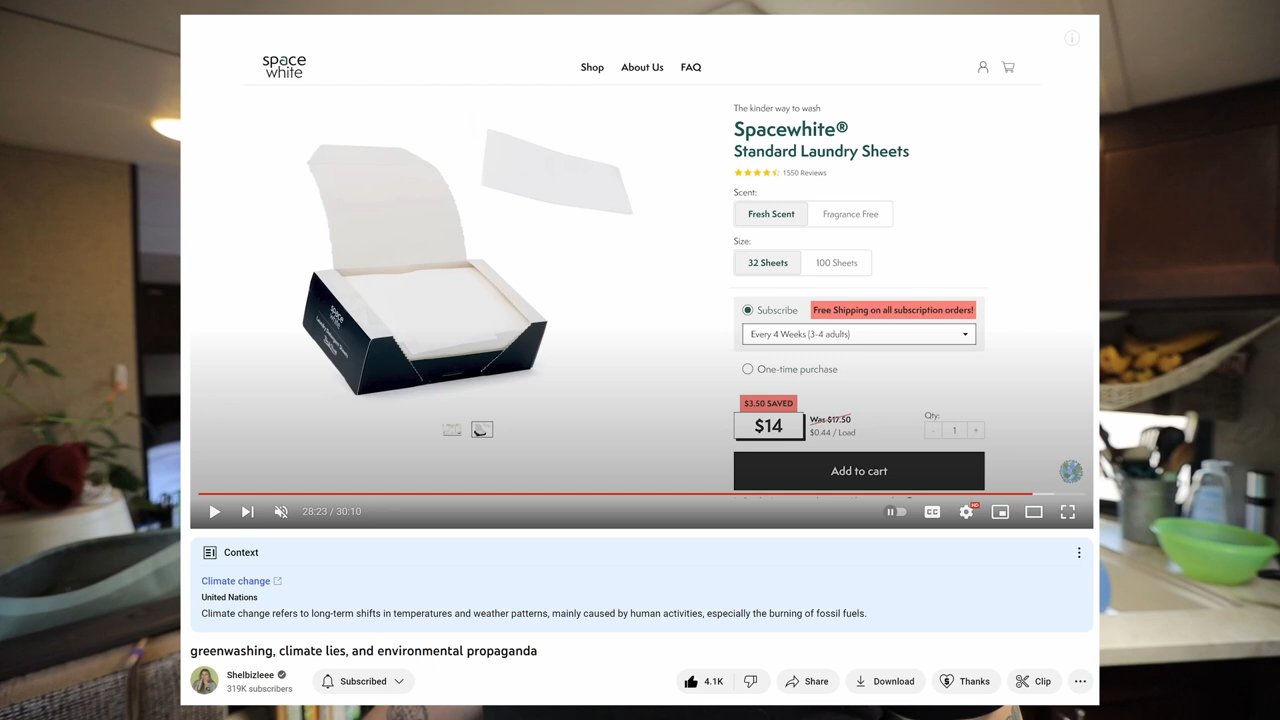 space
white
Shop
About Us
FAQ
The kinder way to wash
Spacewhite®
Standard Laundry Sheets
1550 Reviews
Scent:
Fresh Scent
Fragrance Free
Size:
32 Sheets
100 Sheets
Subscribe
Free Shipping on all subscription orders!
Every 4 Weeks (3-4 adults)
One-time purchase
$3.50 SAVED
$14
Was $17.50
$0.44 / Load
Qty:
- 1 +
Add to cart
space
white
28:23 / 30:10
CC
HD
Context
Climate change
United Nations
Climate change refers to long-term shifts in temperatures and weather patterns, mainly caused by human activities, especially the burning of fossil fuels.
greenwashing, climate lies, and environmental propaganda
Shelbizleee
319K subscribers
Subscribed
4.1K
Share
Download
Thanks
Clip